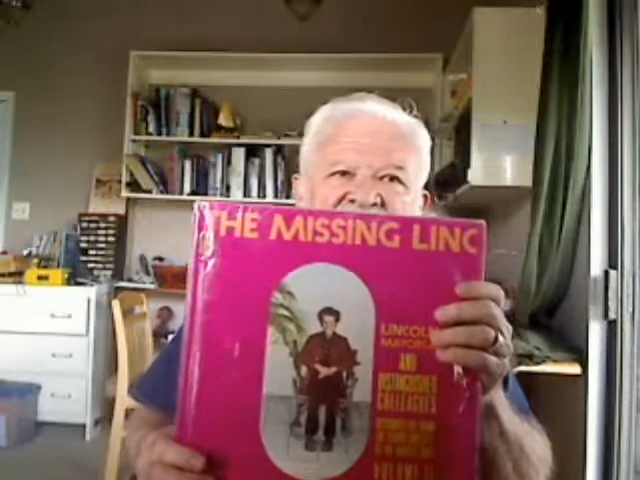 THE MISSING LINC
LINCOLN
MAYORGA
AND
DISTINGUISHED
COLLEAGUES
VOLUME II